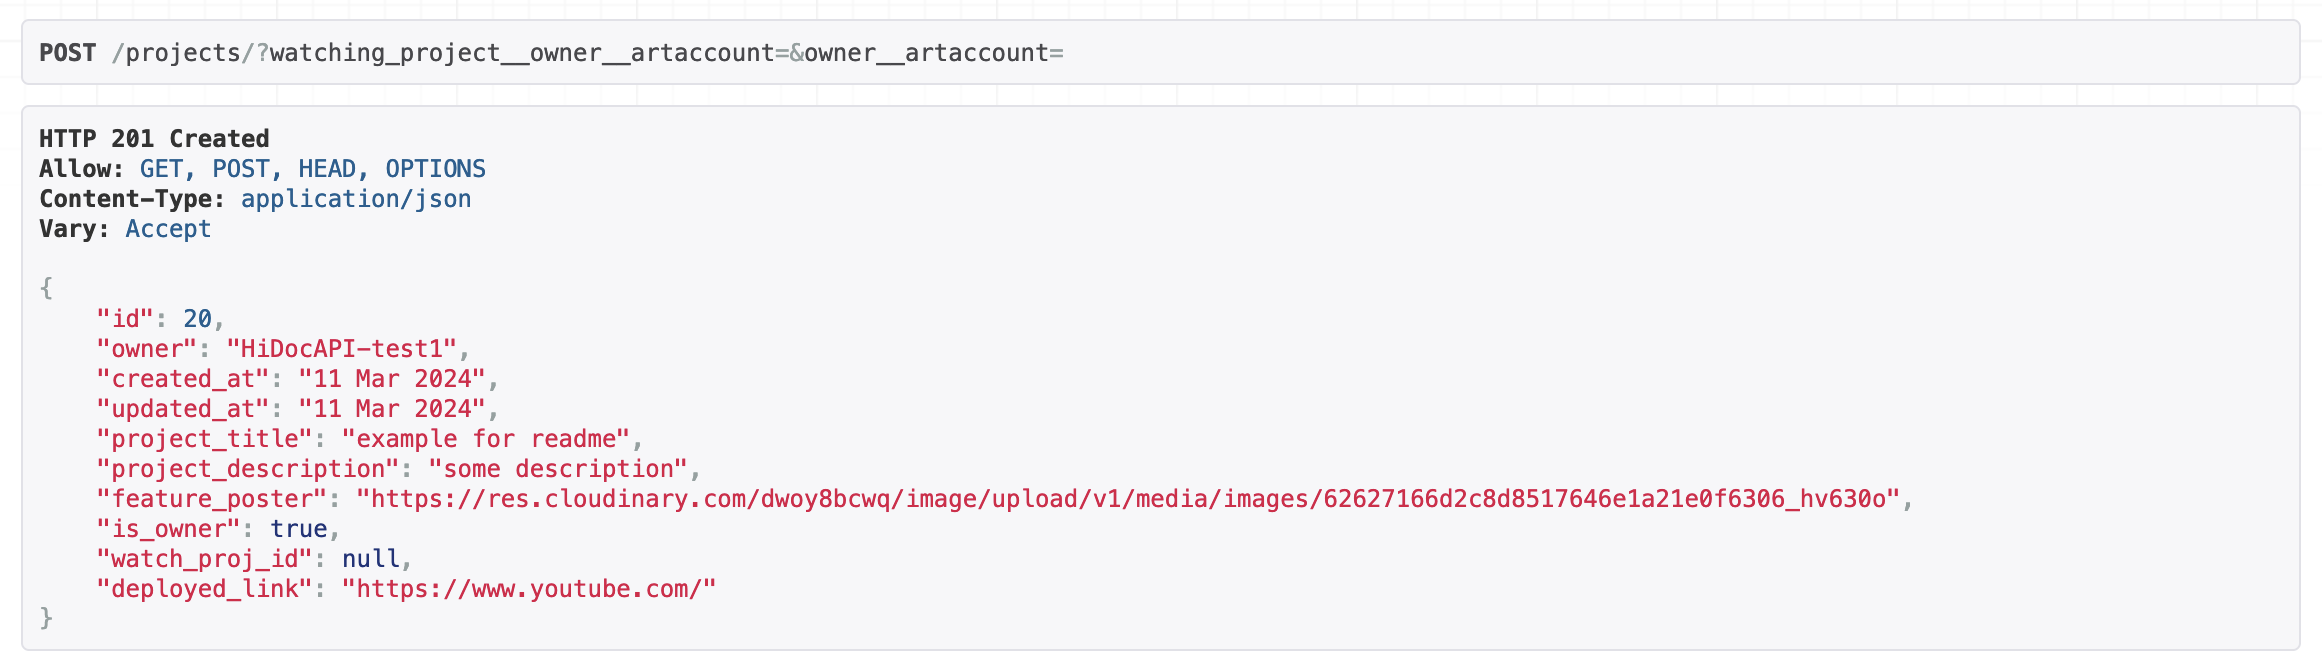 POST /projects/?watching_project__owner__artaccount=&owner__artaccount=
HTTP 201 Created
Allow: GET, POST, HEAD, OPTIONS
Content-Type: application/json
Vary: Accept
{
    "id": 20,
    "owner": "HiDocAPI-test1",
    "created_at": "11 Mar 2024",
    "updated_at": "11 Mar 2024",
    "project_title": "example for readme",
    "project_description": "some description",
    "feature_poster": "https://res.cloudinary.com/dwoy8bcwq/image/upload/v1/media/images/62627166d2c8d8517646e1a21e0f6306_hv630o",
    "is_owner": true,
    "watch_proj_id": null,
    "deployed_link": "https://www.youtube.com/"
}